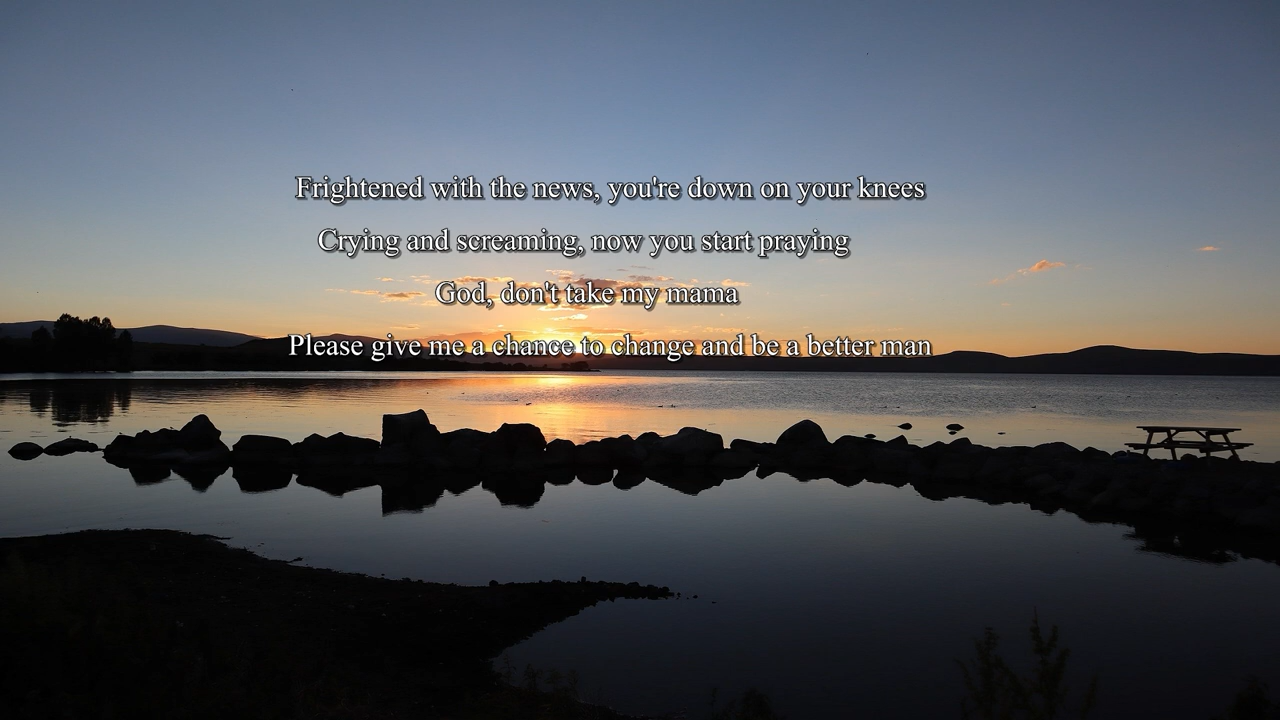 Frightened with the news, you're down on your knees
Crying and screaming, now you start praying
God, don't take my mama
Please give me a chance to change and be a better man